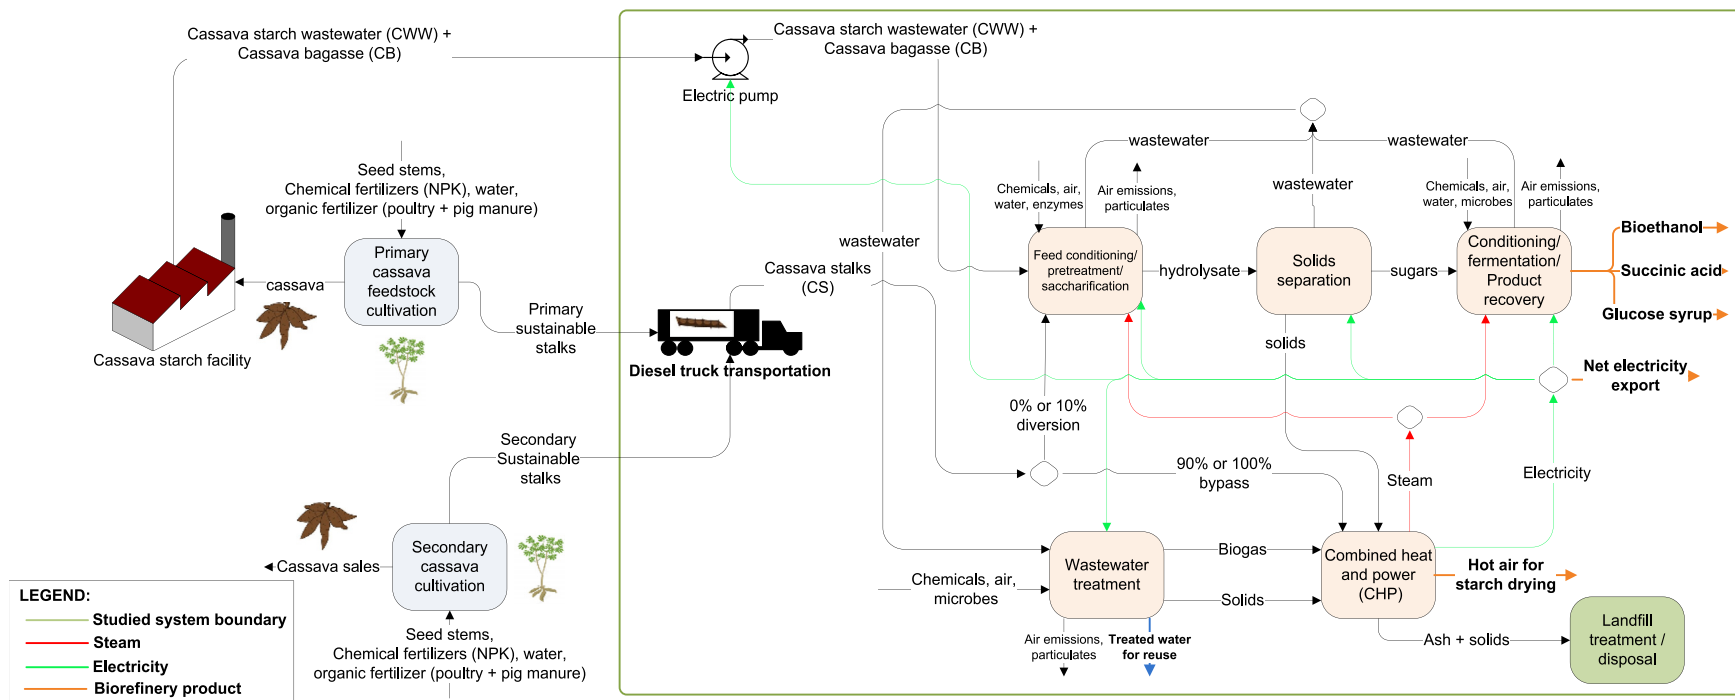 Cassava starch wastewater (CWW) +
Cassava bagasse (CB)
Electric pump
Cassava starch wastewater (CWW) +
Cassava bagasse (CB)
Seed stems,
Chemical fertilizers (NPK), water,
organic fertilizer (poultry + pig manure)
Primary
cassava
feedstock
cultivation
cassava
Cassava starch facility
Primary
sustainable
stalks
Diesel truck transportation
Cassava stalks
(CS)
wastewater
Secondary
Sustainable
stalks
Secondary
cassava
cultivation
Cassava sales
Seed stems,
Chemical fertilizers (NPK), water,
organic fertilizer (poultry + pig manure)
wastewater
wastewater
wastewater
Chemicals, air,
water, enzymes
Air emissions,
particulates
Chemicals, air,
water, microbes
Air emissions,
particulates
Feed conditioning/
pretreatment/
saccharification
hydrolysate
Solids
separation
sugars
Conditioning/
fermentation/
Product
recovery
Bioethanol
Succinic acid
Glucose syrup
solids
Net electricity
export
0% or 10%
diversion
90% or 100%
bypass
Steam
Electricity
Wastewater
treatment
Biogas
Solids
Chemicals, air,
microbes
Air emissions,
particulates
Treated water
for reuse
Combined heat
and power
(CHP)
Hot air for
starch drying
Ash + solids
Landfill
treatment /
disposal
LEGEND:
Studied system boundary
Steam
Electricity
Biorefinery product